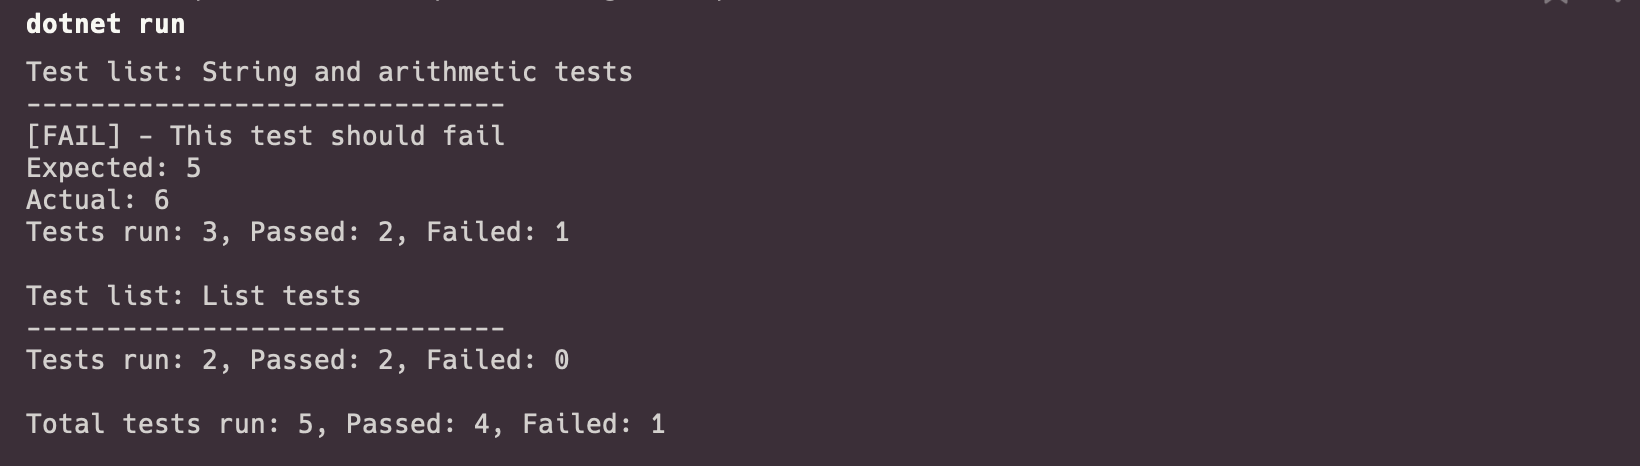 dotnet run
Test list: String and arithmetic tests
------------------------------
[FAIL] - This test should fail
Expected: 5
Actual: 6
Tests run: 3, Passed: 2, Failed: 1
Test list: List tests
------------------------------
Tests run: 2, Passed: 2, Failed: 0
Total tests run: 5, Passed: 4, Failed: 1